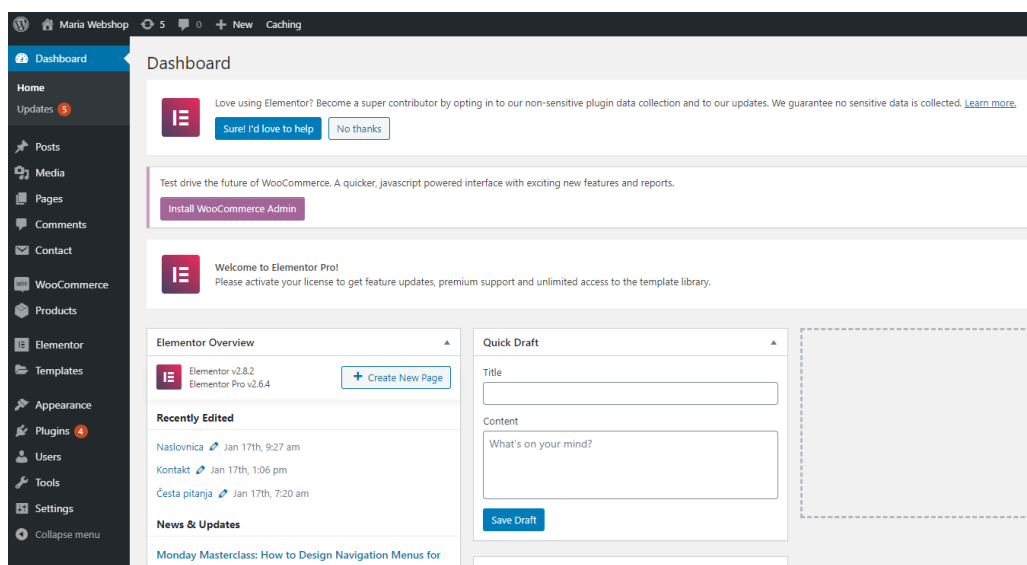 Maria Webshop 5 0 + New Caching
Dashboard
Home
Updates 5
Posts
Media
Pages
Comments
Contact
WooCommerce
Products
Elementor
Templates
Appearance
Plugins 4
Users
Tools
Settings
Collapse menu
Dashboard
Love using Elementor? Become a super contributor by opting in to our non-sensitive plugin data collection and to our updates. We guarantee no sensitive data is collected. Learn more.
Sure! I'd love to help No thanks
Test drive the future of WooCommerce. A quicker, javascript powered interface with exciting new features and reports.
Install WooCommerce Admin
Welcome to Elementor Pro!
Please activate your license to get feature updates, premium support and unlimited access to the template library.
Elementor Overview
Elementor v2.8.2
Elementor Pro v2.6.4
+ Create New Page
Recently Edited
Naslovnica Jan 17th, 9:27 am
Kontakt Jan 17th, 1:06 pm
Česta pitanja Jan 17th, 7:20 am
News & Updates
Monday Masterclass: How to Design Navigation Menus for
Quick Draft
Title
Content
What's on your mind?
Save Draft